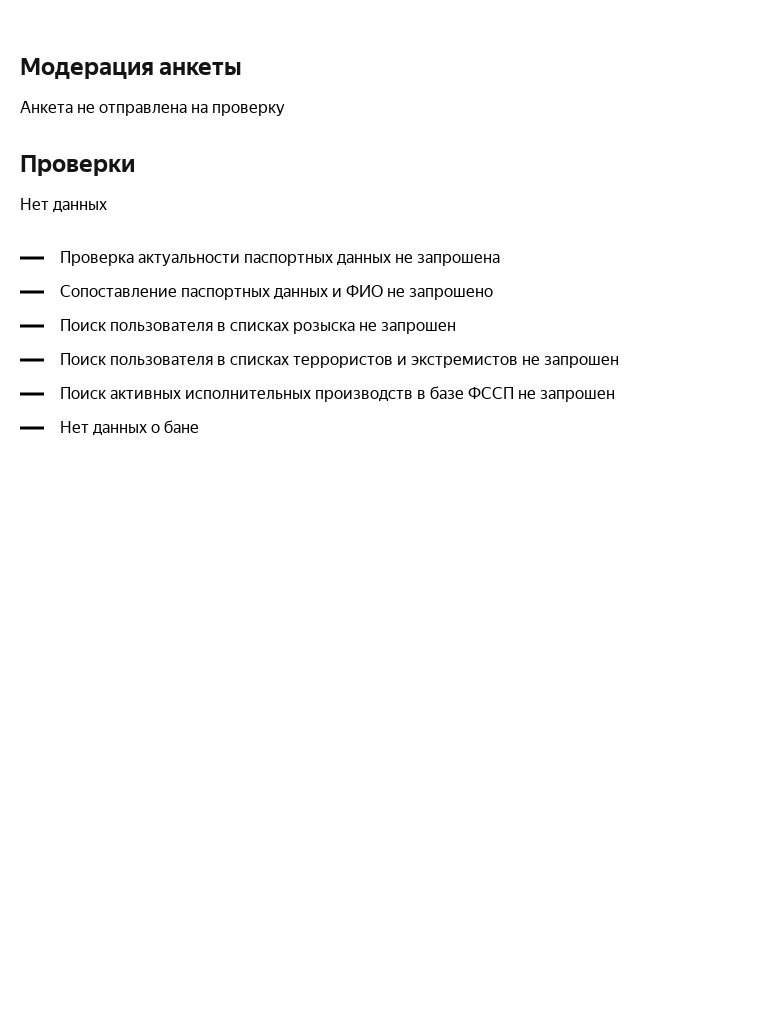 Модерация анкеты
Анкета не отправлена на проверку
Проверки
Нет данных
Проверка актуальности паспортных данных не запрошена
Сопоставление паспортных данных и ФИО не запрошено
Поиск пользователя в списках розыска не запрошен
Поиск пользователя в списках террористов и экстремистов не запрошен
Поиск активных исполнительных производств в базе ФССП не запрошен
Нет данных о бане